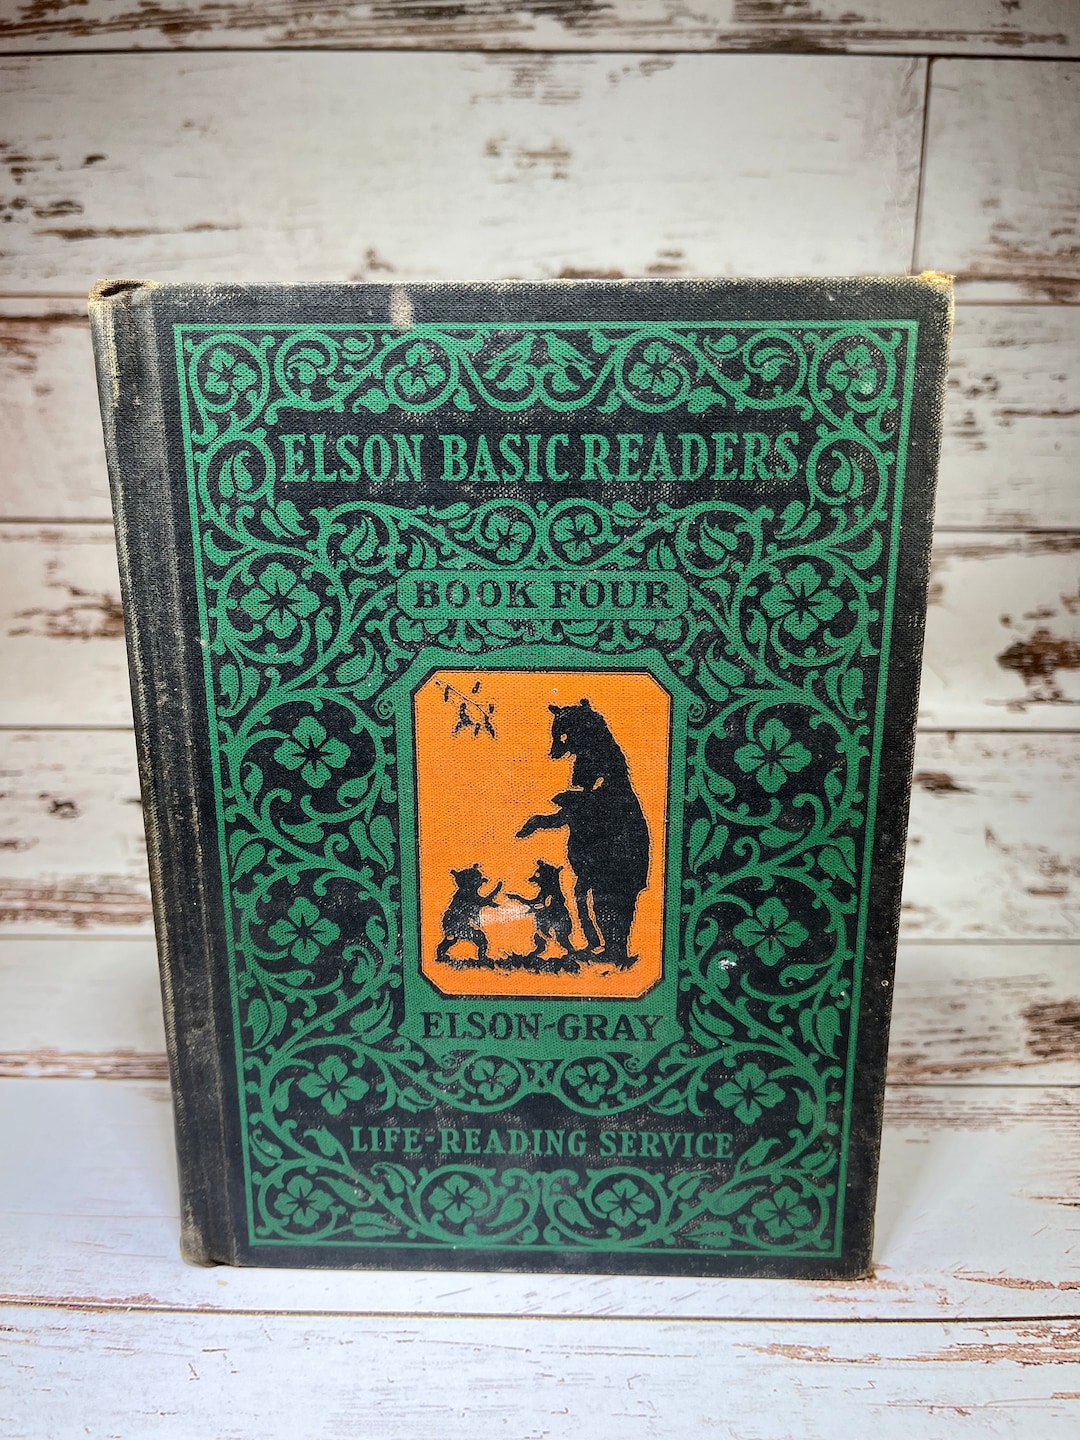 ELSON BASIC READERS
BOOK FOUR
ELSON-GRAY
LIFE-READING SERVICE